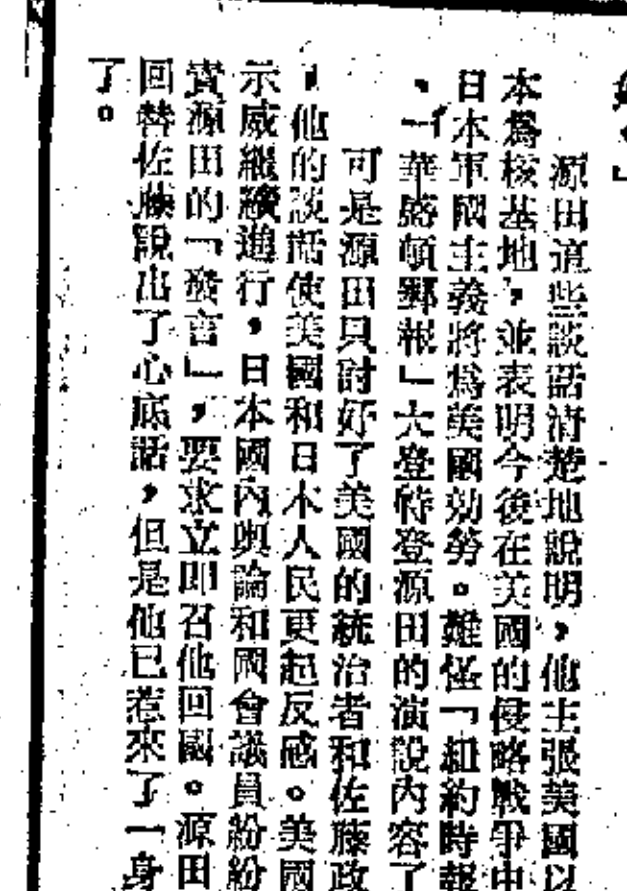 」
源田這些談話清楚地說明，他主張美國以
本爲核基地，並表明今後在美國的侵略戰爭中
日本軍國主義將爲美國効勞。難怪「紐約時報
、「華盛頓郵報」大登特登源田的演說內容了
可是源田只討好了美國的統治者和佐藤政
，他的談話使美國和日本人民更起反感。美國
示威繼續進行，日本國內輿論和國會議員紛紛
責源田的「發言」，要求立即召他回國。源田
回替佐藤說出了心底話，但是他已惹來了一身
了。